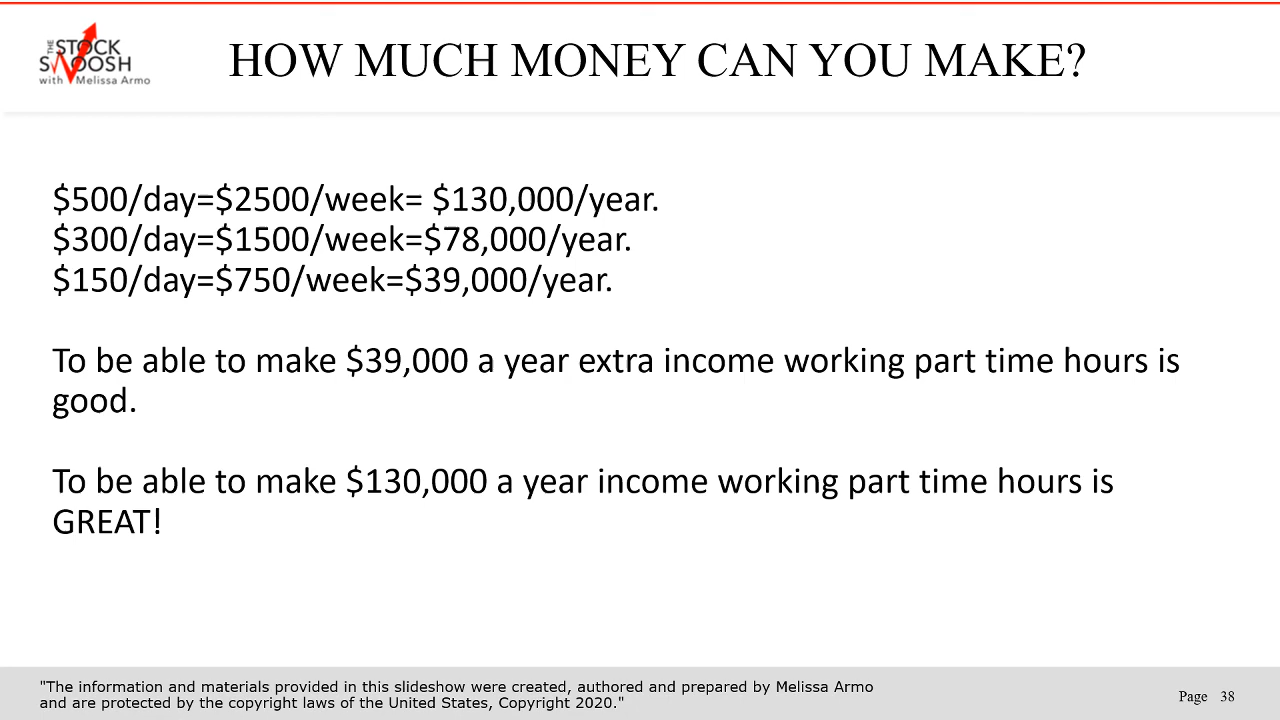 THE
STOCK
SWOOSH
with Melissa Armo
HOW MUCH MONEY CAN YOU MAKE?
$500/day=$2500/week= $130,000/year.
$300/day=$1500/week=$78,000/year.
$150/day=$750/week=$39,000/year.
To be able to make $39,000 a year extra income working part time hours is
good.
To be able to make $130,000 a year income working part time hours is
GREAT!
"The information and materials provided in this slideshow were created, authored and prepared by Melissa Armo
and are protected by the copyright laws of the United States, Copyright 2020."
Page 38